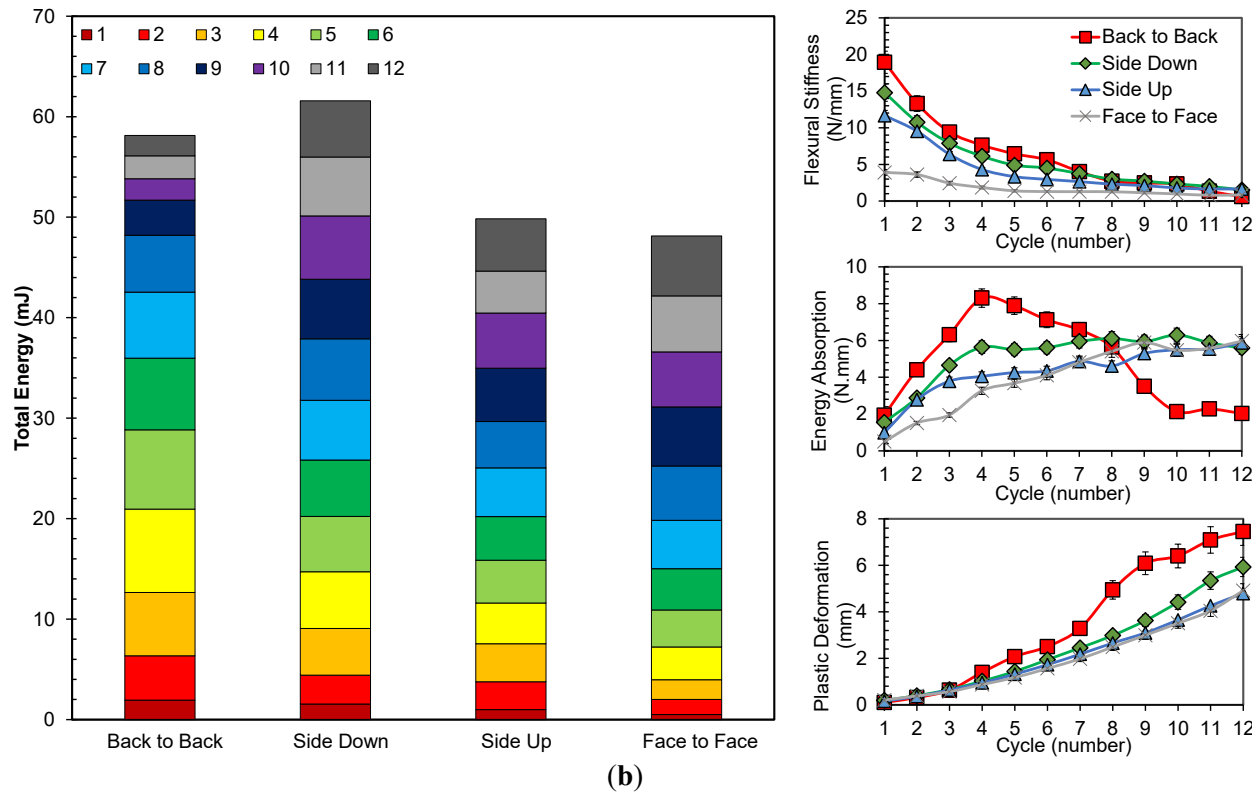 Total Energy (mJ)
70
60
50
40
30
20
10
0
1 2 3 4 5 6
7 8 9 10 11 12
Back to Back Side Down Side Up Face to Face
Flexural Stiffness
(N/mm)
25
20
15
10
5
0
Back to Back
Side Down
Side Up
Face to Face
1 2 3 4 5 6 7 8 9 10 11 12
Cycle (number)
Energy Absorption
(N.mm)
10
8
6
4
2
0
1 2 3 4 5 6 7 8 9 10 11 12
Cycle (number)
Plastic Deformation
(mm)
8
6
4
2
0
1 2 3 4 5 6 7 8 9 10 11 12
Cycle (number)
(b)